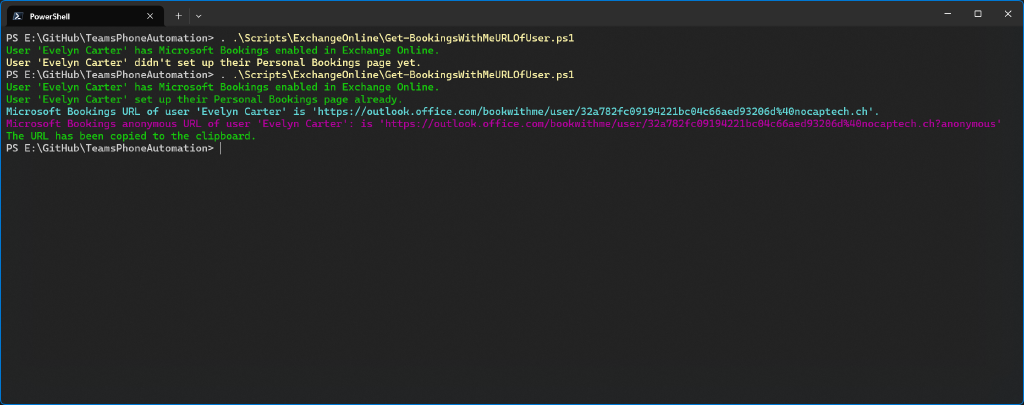 PowerShell
PS E:\GitHub\TeamsPhoneAutomation> . .\Scripts\ExchangeOnline\Get-BookingsWithMeURLOfUser.ps1
User 'Evelyn Carter' has Microsoft Bookings enabled in Exchange Online.
User 'Evelyn Carter' didn't set up their Personal Bookings page yet.
PS E:\GitHub\TeamsPhoneAutomation> . .\Scripts\ExchangeOnline\Get-BookingsWithMeURLOfUser.ps1
User 'Evelyn Carter' has Microsoft Bookings enabled in Exchange Online.
User 'Evelyn Carter' set up their Personal Bookings page already.
Microsoft Bookings URL of user 'Evelyn Carter' is 'https://outlook.office.com/bookwithme/user/32a782fc09194221bc04c66aed93206d%40nocaptech.ch'.
Microsoft Bookings anonymous URL of user 'Evelyn Carter': is 'https://outlook.office.com/bookwithme/user/32a782fc09194221bc04c66aed93206d%40nocaptech.ch?anonymous'
The URL has been copied to the clipboard.
PS E:\GitHub\TeamsPhoneAutomation>